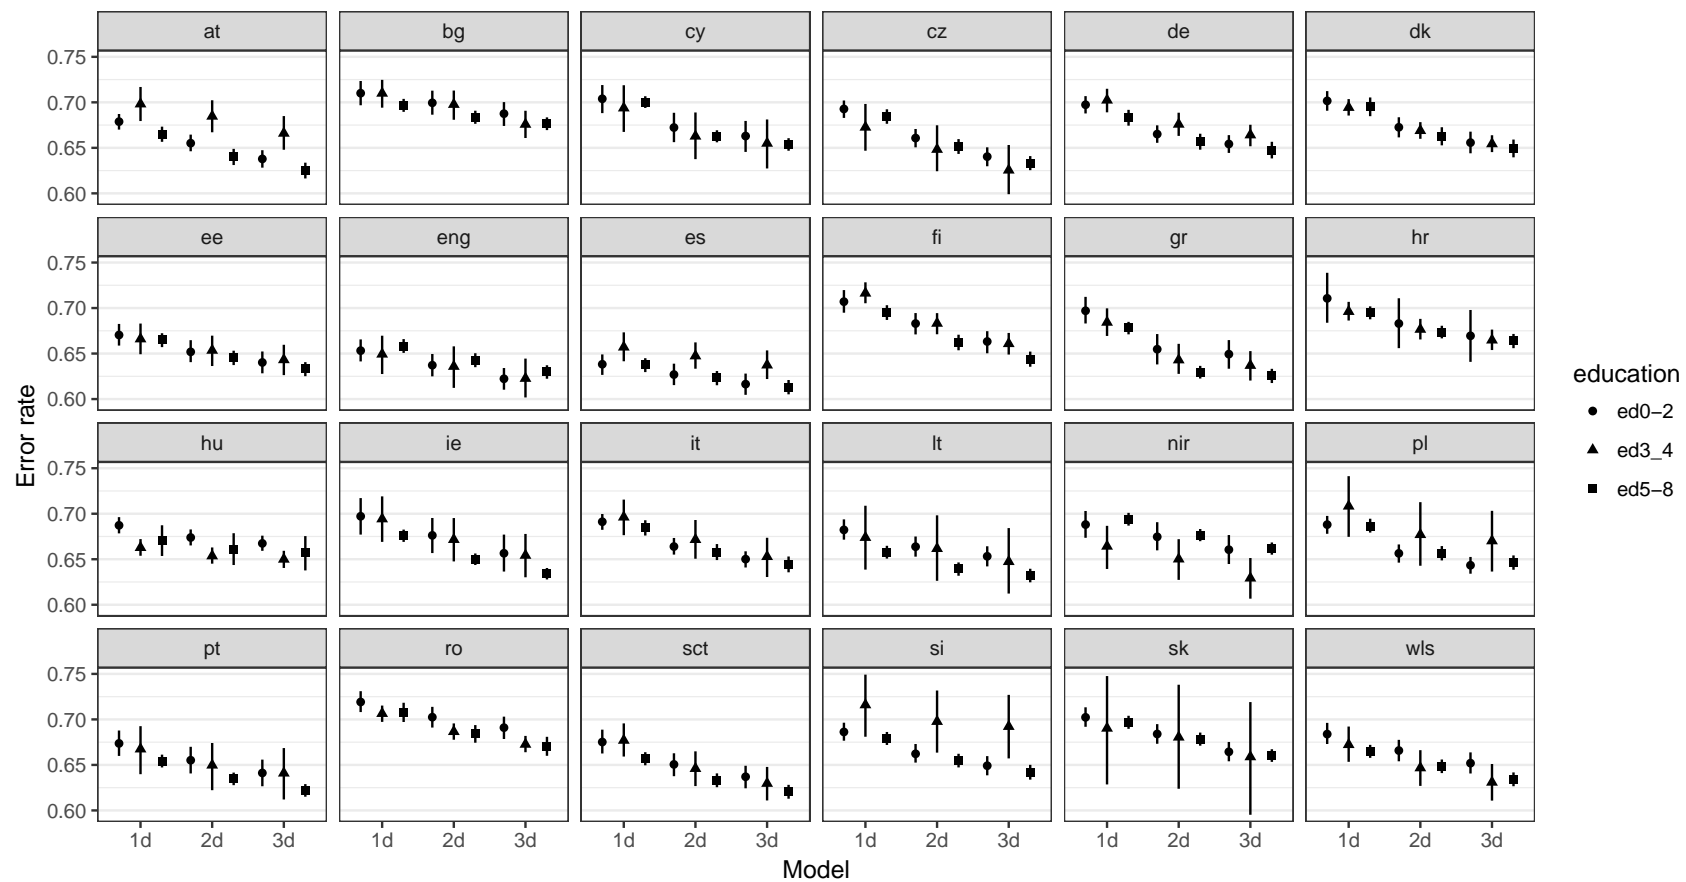 at bg cy cz de dk
0.75
0.70
0.65
0.60
ee eng es fi gr hr
0.75
0.70
0.65
0.60
hu ie it lt nir pl
0.75
0.70
0.65
0.60
pt ro sct si sk wls
0.75
0.70
0.65
0.60
1d 2d 3d 1d 2d 3d 1d 2d 3d 1d 2d 3d 1d 2d 3d 1d 2d 3d
Model
Error rate
education
ed0−2
ed3_4
ed5−8